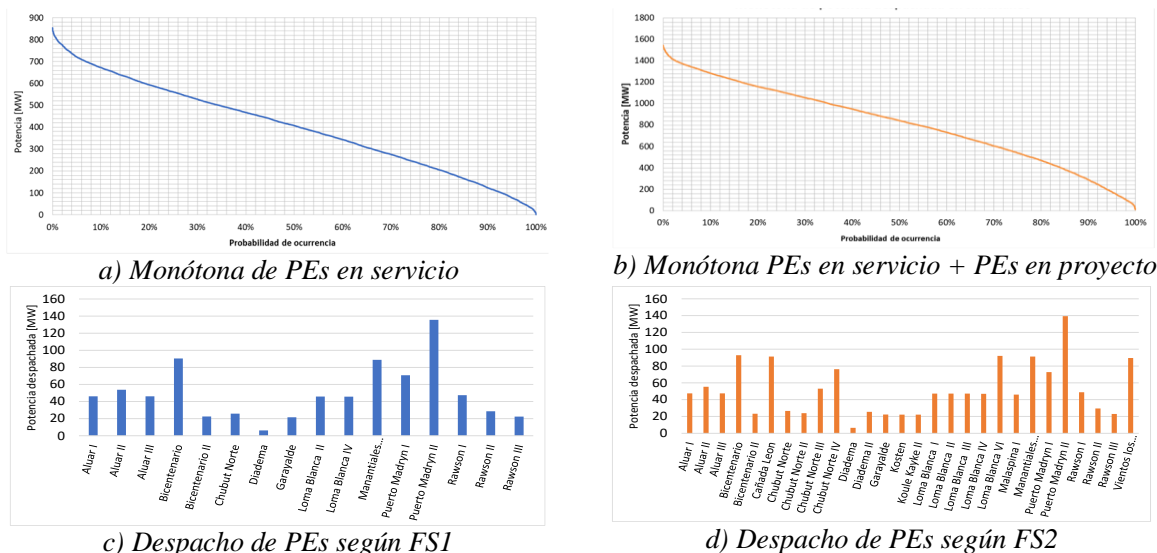 900
800
700
600
500
400
300
200
100
0
Potencia [MW]
0% 10% 20% 30% 40% 50% 60% 70% 80% 90% 100%
Probabilidad de ocurrencia
a) Monótona de PEs en servicio
1800
1600
1400
1200
1000
800
600
400
200
0
Potencia [MW]
0% 10% 20% 30% 40% 50% 60% 70% 80% 90% 100%
Probabilidad de ocurrencia
b) Monótona PEs en servicio + PEs en proyecto
160
140
120
100
80
60
40
20
0
Potencia despachada [MW]
Aluar I
Aluar II
Aluar III
Bicentenario
Bicentenario II
Chubut Norte
Diadema
Garayalde
Loma Blanca II
Loma Blanca IV
Manantiales...
Puerto Madryn I
Puerto Madryn II
Rawson I
Rawson II
Rawson III
c) Despacho de PEs según FS1
160
140
120
100
80
60
40
20
0
Potencia despachada [MW]
Aluar I
Aluar II
Aluar III
Bicentenario
Bicentenario II
Cañada Leon
Chubut Norte
Chubut Norte II
Chubut Norte III
Chubut Norte IV
Diadema
Diadema II
Garayalde
Kosten
Koule Kayke II
Loma Blanca I
Loma Blanca II
Loma Blanca III
Loma Blanca IV
Loma Blanca VI
Malaspina I
Manantiales...
Puerto Madryn I
Puerto Madryn II
Rawson I
Rawson II
Rawson III
Vientos los...
d) Despacho de PEs según FS2